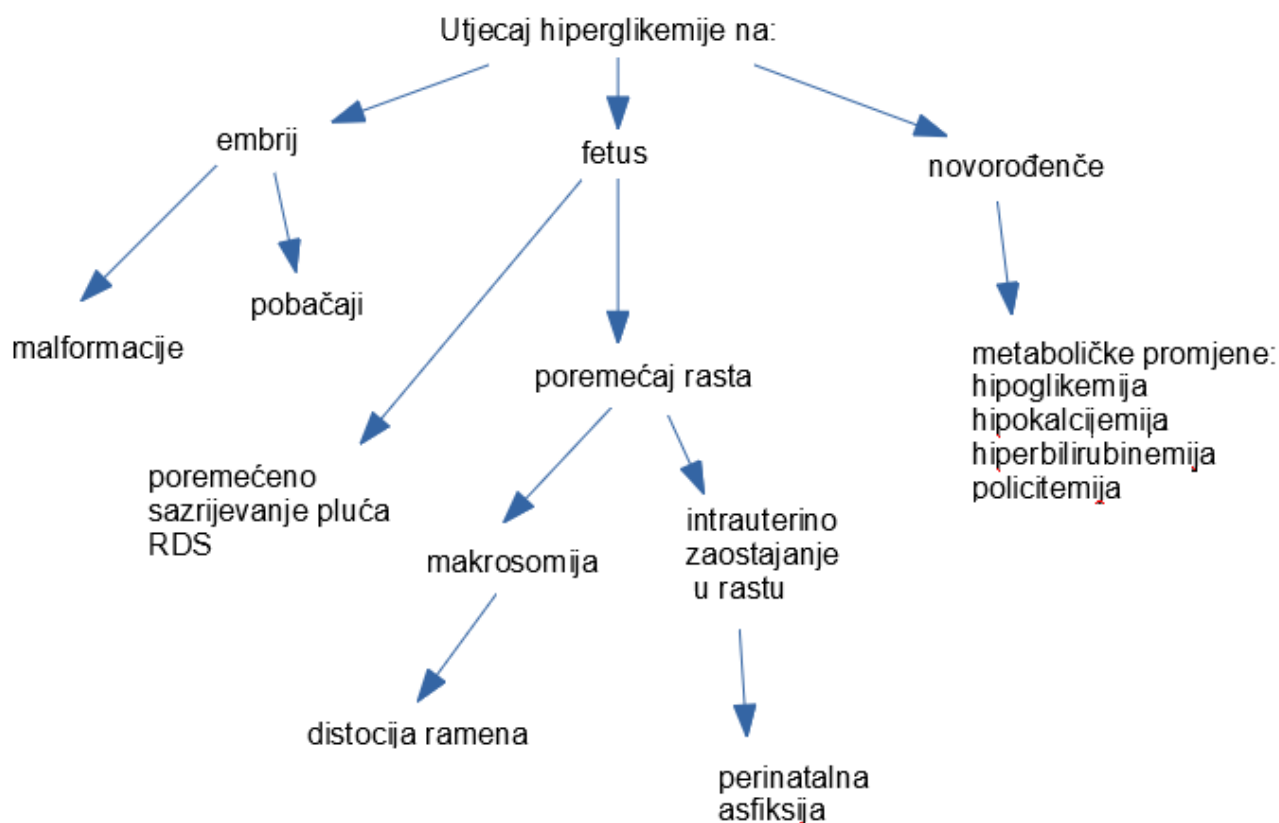 Utjecaj hiperglikemije na:
embrij
fetus
novorođenče
malformacije
pobačaji
poremećaj rasta
metaboličke promjene:
hipoglikemija
hipokalcijemija
hiperbilirubinemija
policitemija
poremećeno
sazrijevanje pluća
RDS
makrosomija
intrauterino
zaostajanje
u rastu
distocija ramena
perinatalna
asfiksija